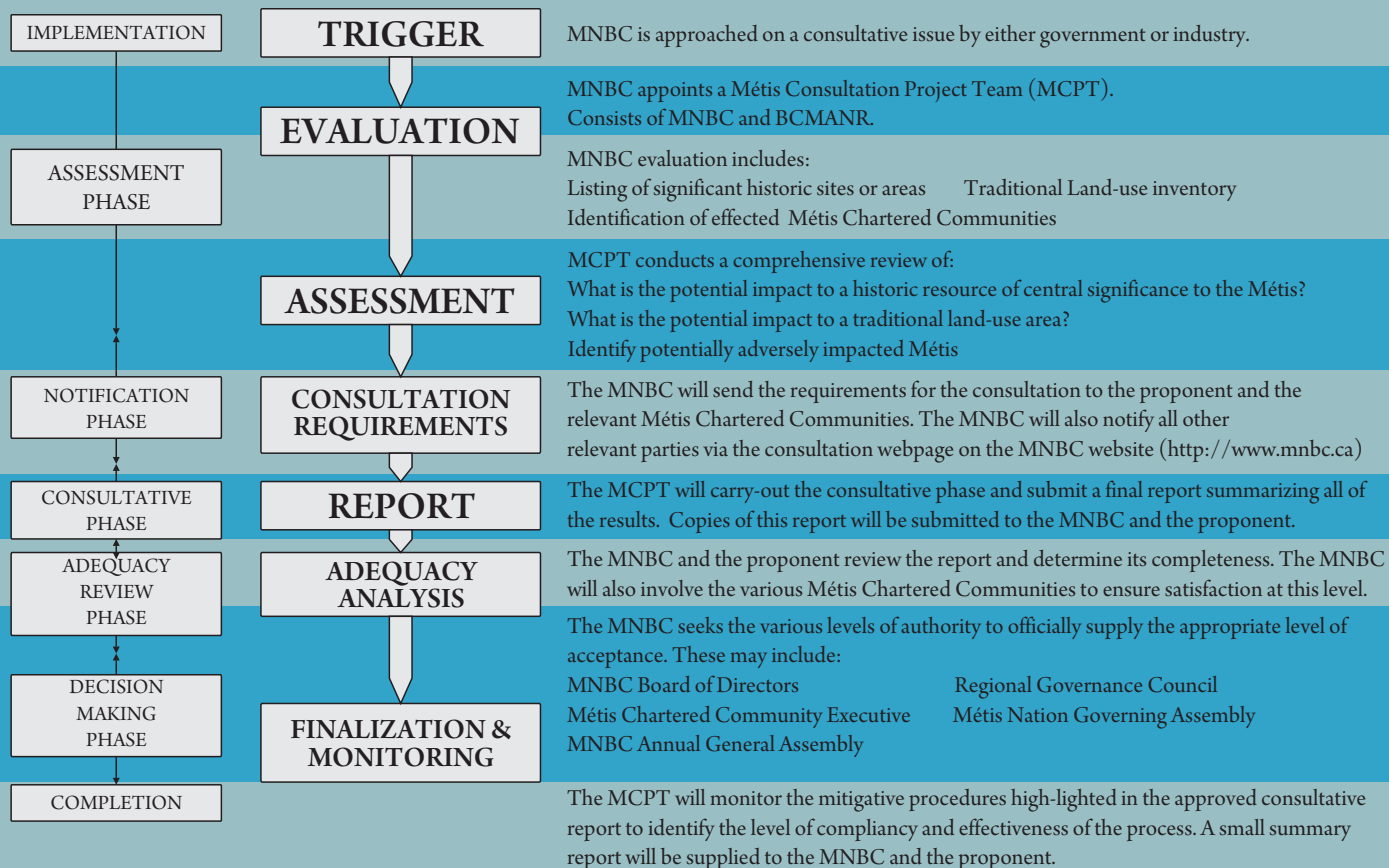 IMPLEMENTATION
TRIGGER
MNBC is approached on a consultative issue by either government or industry.
MNBC appoints a Métis Consultation Project Team (MCPT).
Consists of MNBC and BCMANR.
EVALUATION
ASSESSMENT
PHASE
MNBC evaluation includes:
Listing of significant historic sites or areas Traditional Land-use inventory
Identification of effected Métis Chartered Communities
ASSESSMENT
MCPT conducts a comprehensive review of:
What is the potential impact to a historic resource of central significance to the Métis?
What is the potential impact to a traditional land-use area?
Identify potentially adversely impacted Métis
NOTIFICATION
PHASE
CONSULTATION
REQUIREMENTS
The MNBC will send the requirements for the consultation to the proponent and the
relevant Métis Chartered Communities. The MNBC will also notify all other
relevant parties via the consultation webpage on the MNBC website (http://www.mnbc.ca)
CONSULTATIVE
PHASE
REPORT
The MCPT will carry-out the consultative phase and submit a final report summarizing all of
the results. Copies of this report will be submitted to the MNBC and the proponent.
ADEQUACY
REVIEW
PHASE
ADEQUACY
ANALYSIS
The MNBC and the proponent review the report and determine its completeness. The MNBC
will also involve the various Métis Chartered Communities to ensure satisfaction at this level.
The MNBC seeks the various levels of authority to officially supply the appropriate level of
acceptance. These may include:
MNBC Board of Directors Regional Governance Council
Métis Chartered Community Executive Métis Nation Governing Assembly
MNBC Annual General Assembly
DECISION
MAKING
PHASE
FINALIZATION &
MONITORING
COMPLETION
The MCPT will monitor the mitigative procedures high-lighted in the approved consultative
report to identify the level of compliancy and effectiveness of the process. A small summary
report will be supplied to the MNBC and the proponent.